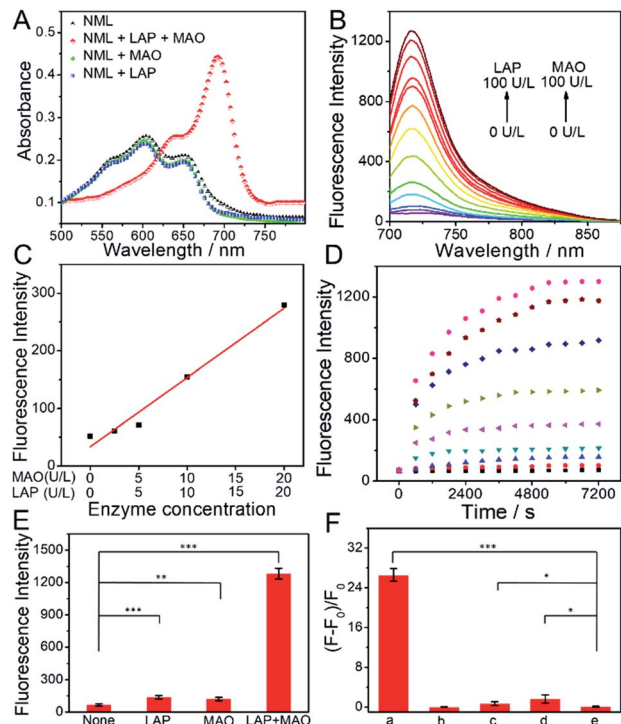 A
NML
NML + LAP + MAO
NML + MAO
NML + LAP
Absorbance
0.5
0.4
0.3
0.2
0.1
500 550 600 650 700 750
Wavelength / nm
B
Fluorescence Intensity
1200
800
400
0
LAP MAO
100 U/L 100 U/L
0 U/L 0 U/L
700 750 800 850
Wavelength / nm
C
Fluorescence Intensity
300
200
100
0
MAO(U/L) 0 5 10 15 20
LAP (U/L) 0 5 10 15 20
Enzyme concentration
D
Fluorescence Intensity
1200
800
400
0
0 2400 4800 7200
Time / s
E
Fluorescence Intensity
1500
1200
900
600
300
0
***
**
***
None LAP MAO LAP+MAO
F
(F-F0)/F0
32
24
16
8
0
***
*
*
a b c d e